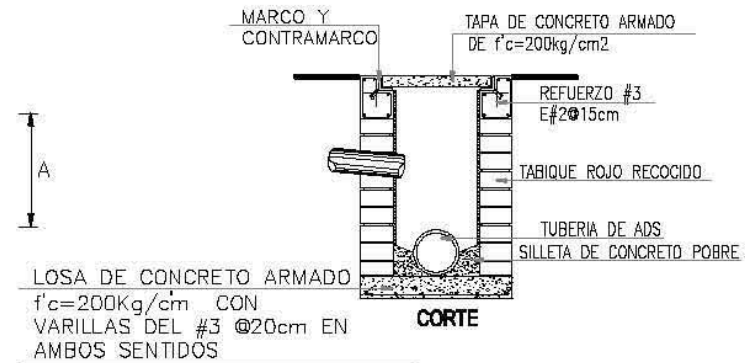 MARCO Y
CONTRAMARCO
TAPA DE CONCRETO ARMADO
DE f'c=200kg/cm2
REFUERZO #3
E#2@15cm
A
TABIQUE ROJO RECOCIDO
TUBERIA DE ADS
SILLETA DE CONCRETO POBRE
LOSA DE CONCRETO ARMADO
f'c=200Kg/cm CON
VARILLAS DEL #3 @20cm EN
AMBOS SENTIDOS
CORTE